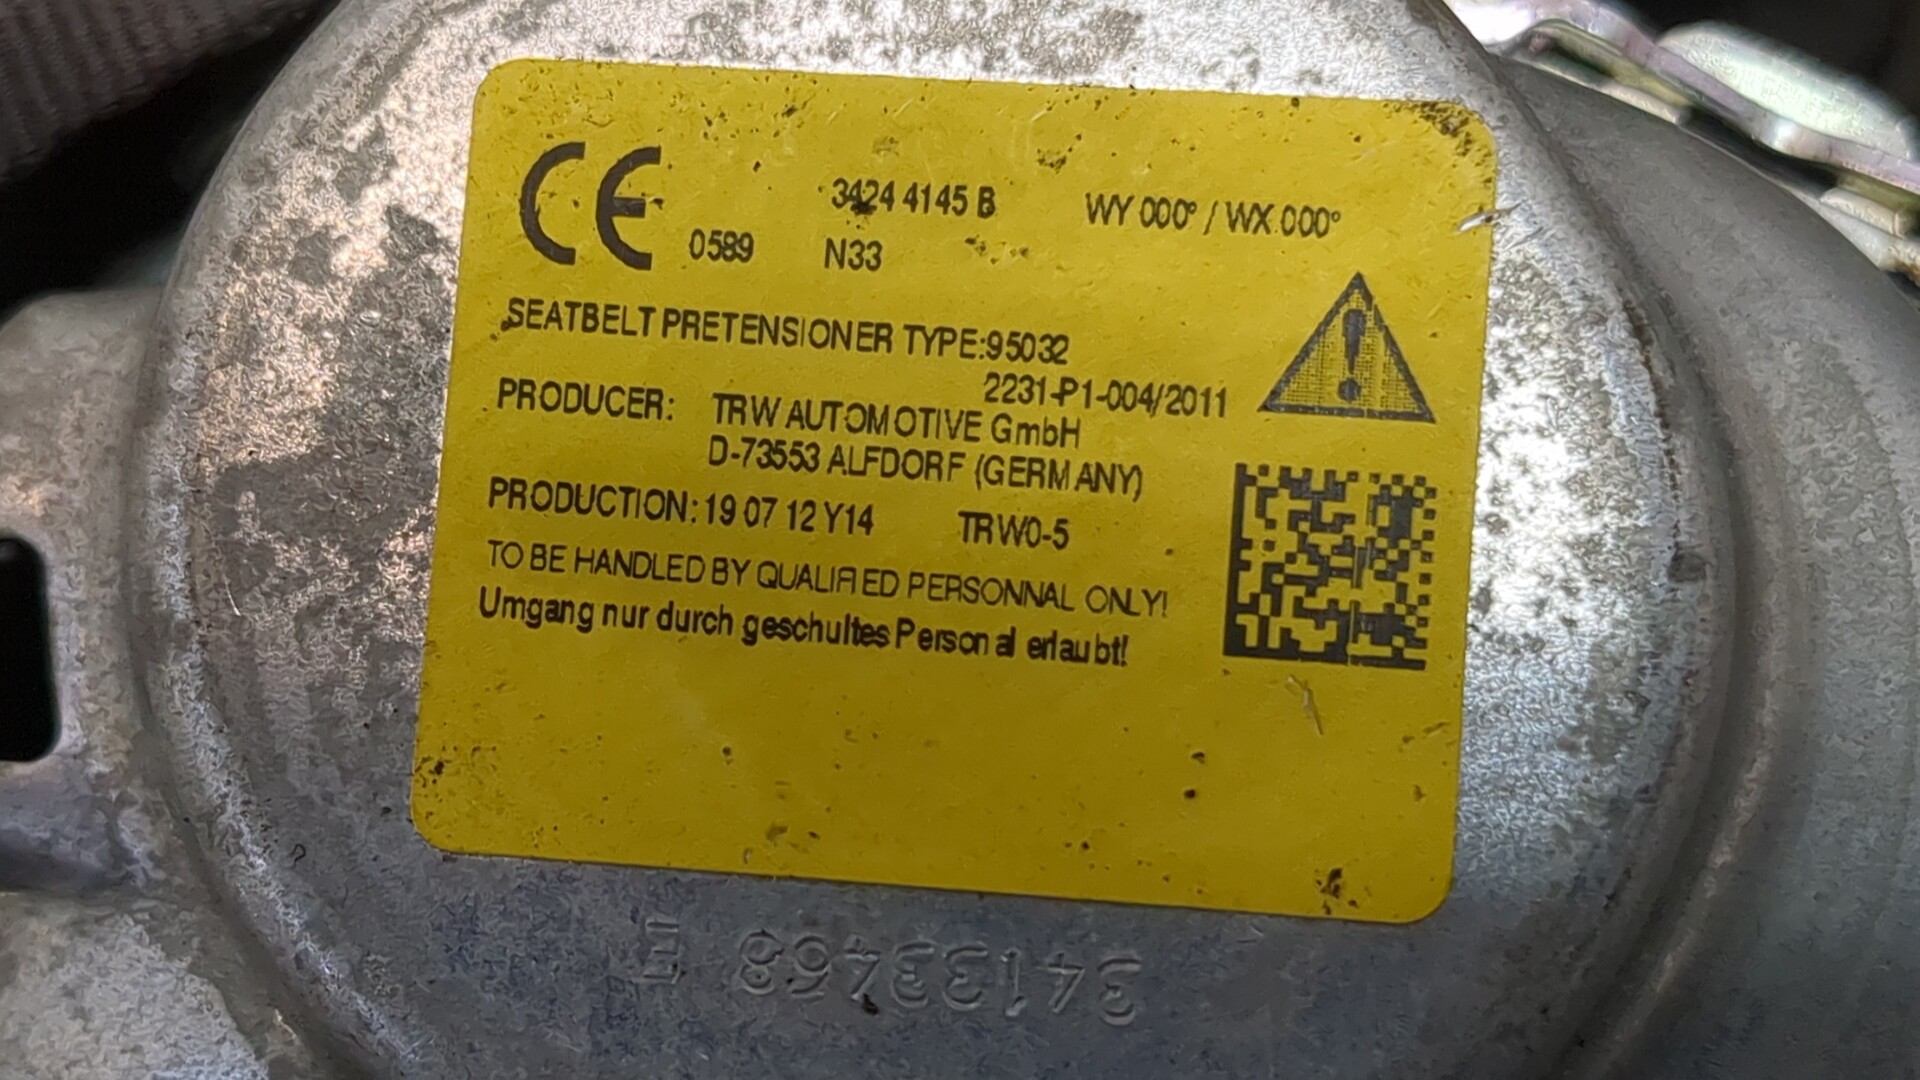 CE 0589
3424 4145 B
WY 000° / WX 000°
N33
SEATBELT PRETENSIONER TYPE:95032
2231-P1-004/2011
PRODUCER: TRW AUTOMOTIVE GmbH
D-73553 ALFDORF (GERMANY)
PRODUCTION: 19 07 12 Y14 TRW0-5
TO BE HANDLED BY QUALIFIED PERSONNAL ONLY!
Umgang nur durch geschultes Personal erlaubt!
34133468 E